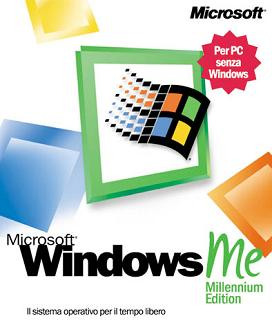 Microsoft®
Per PC
senza
Windows
Microsoft®
Windows Me
Millennium
Edition
Il sistema operativo per il tempo libero